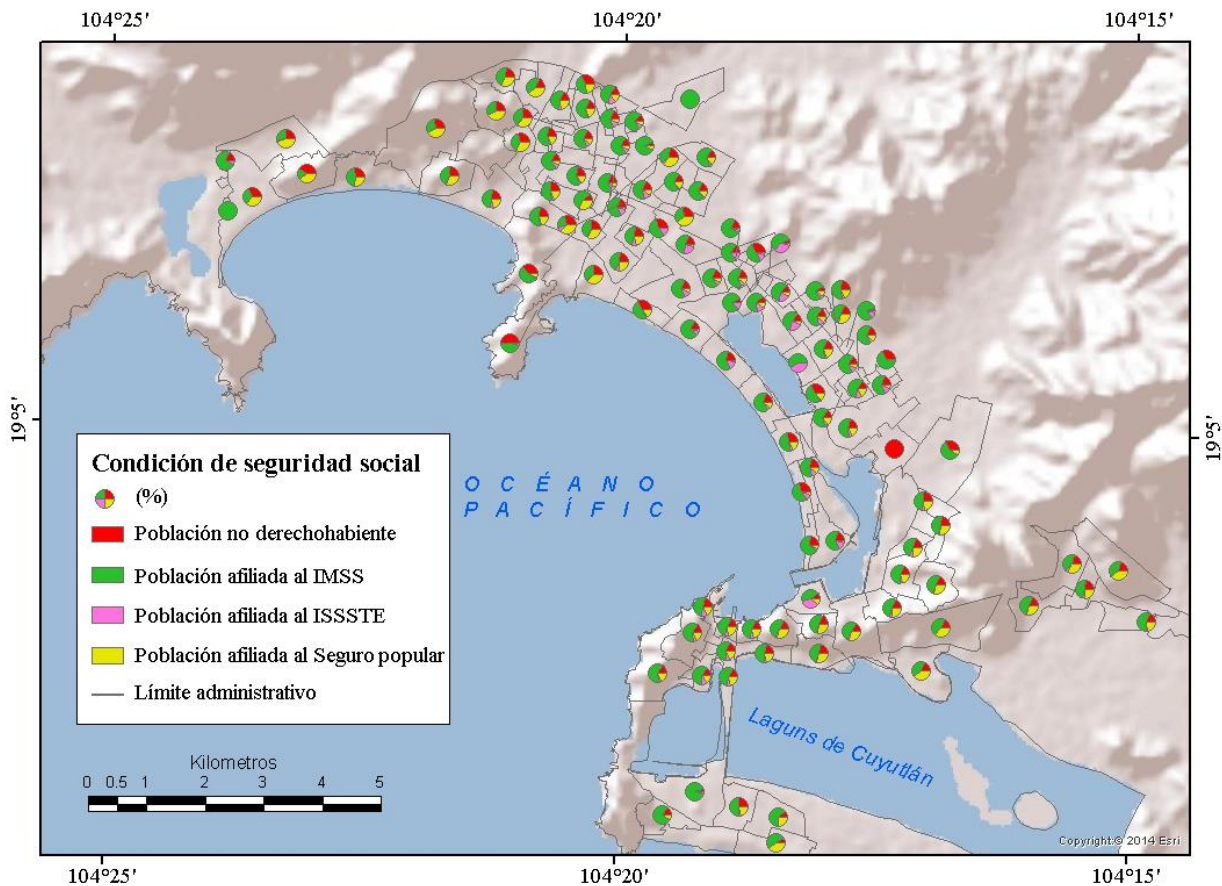 104°25'
104°20'
104°15'
19°5'
19°5'
Condición de seguridad social
(%)
Población no derechohabiente
Población afiliada al IMSS
Población afiliada al ISSSTE
Población afiliada al Seguro popular
Límite administrativo
OCÉANO
PACÍFICO
Laguns de Cuyutlán
Kilometros
0 0.5 1 2 3 4 5
Copyright:© 2014 Esri
104°25'
104°20'
104°15'